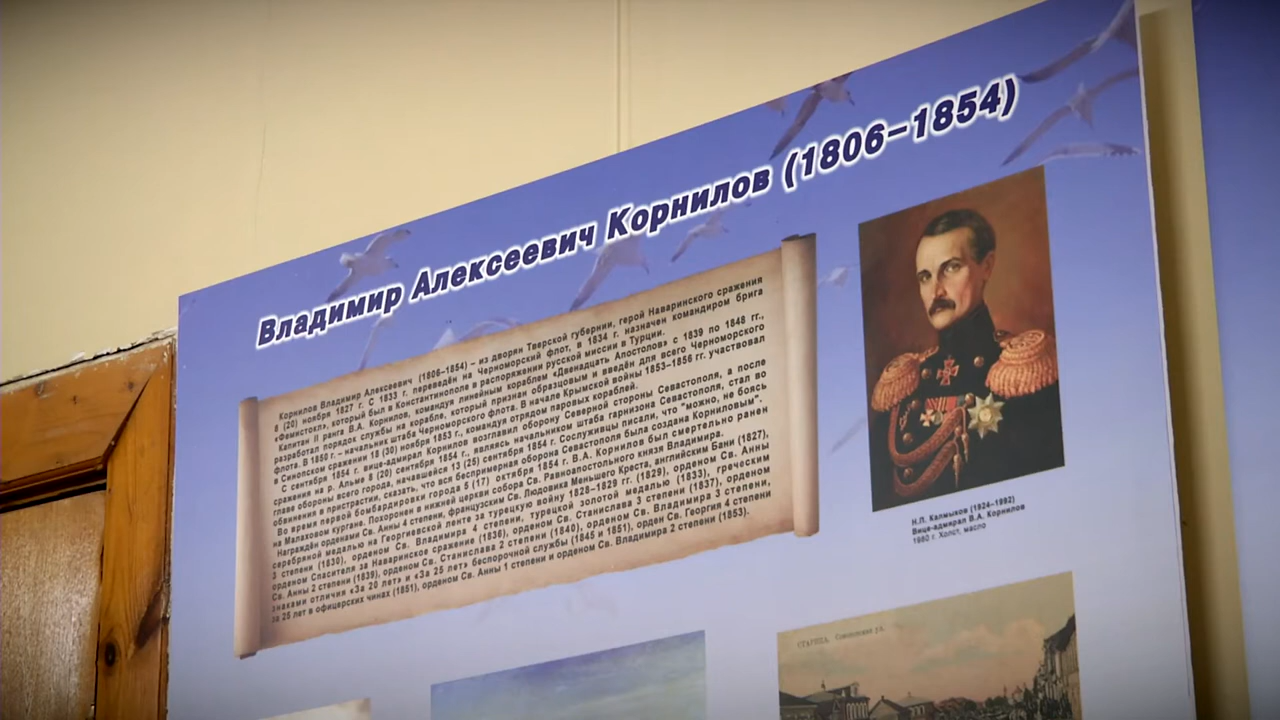 Владимир Алексеевич Корнилов (1806-1854)
Корнилов Владимир Алексеевич (1806-1854) – из дворян Тверской губернии, герой Наваринского сражения
8 (20) ноября 1827 г. С 1833 г. переведён на Черноморский флот, в 1834 г. назначен командиром брига
«Фемистокл», который был в Константинополе в распоряжении русской миссии в Турции.
Капитан II ранга В.А. Корнилов, командуя линейным кораблем «Двенадцать Апостолов» с 1839 по 1848 гг.,
разработал порядок службы на корабле, который признан образцовым и введён для всего Черноморского
флота. В 1850 г. – начальник штаба Черноморского флота. В начале Крымской войны 1853-1856 гг. участвовал
в Синопском сражении 18 (30) ноября 1853 г., командуя отрядом паровых кораблей.
С сентября 1854 г. вице-адмирал Корнилов возглавил оборону Северной стороны Севастополя, а после
сражения на р. Альме 8 (20) сентября 1854 г., являясь начальником штаба гарнизона Севастополя, стал во
главе обороны всего города, начавшейся 13 (25) сентября 1854 г. Сослуживцы писали, что "можно, не боясь
обвинения в пристрастии, сказать, что вся беспримерная оборона Севастополя была создана Корниловым".
Во время первой бомбардировки города 5 (17) октября 1854 г. В.А. Корнилов был смертельно ранен
на Малаховом кургане. Похоронен в нижней церкви собора Св. Равноапостольного князя Владимира.
Награждён орденами Св. Анны 4 степени, французским Св. Людовика Меньшего Креста, английским Бани (1827),
серебряной медалью на Георгиевской ленте за турецкую войну 1828-1829 гг. (1829), орденом Св. Анны
3 степени (1830), орденом Св. Владимира 4 степени, турецкой золотой медалью (1833), греческим
орденом Спасителя за Наваринское сражение (1836), орденом Св. Станислава 3 степени (1837), орденом
Св. Анны 2 степени (1839), орденом Св. Станислава 2 степени (1840), орденом Св. Владимира 3 степени,
знаками отличия «За 20 лет» и «За 25 лет» беспорочной службы (1845 и 1851), орден Св. Георгия 4 степени
за 25 лет в офицерских чинах (1851), орденом Св. Анны 1 степени и орденом Св. Владимира 2 степени (1853).
Н.П. Калмыков (1924-1992)
Вице-адмирал В.А. Корнилов
1980 г. Холст, масло
СТАРИЦА. Соколовская ул.